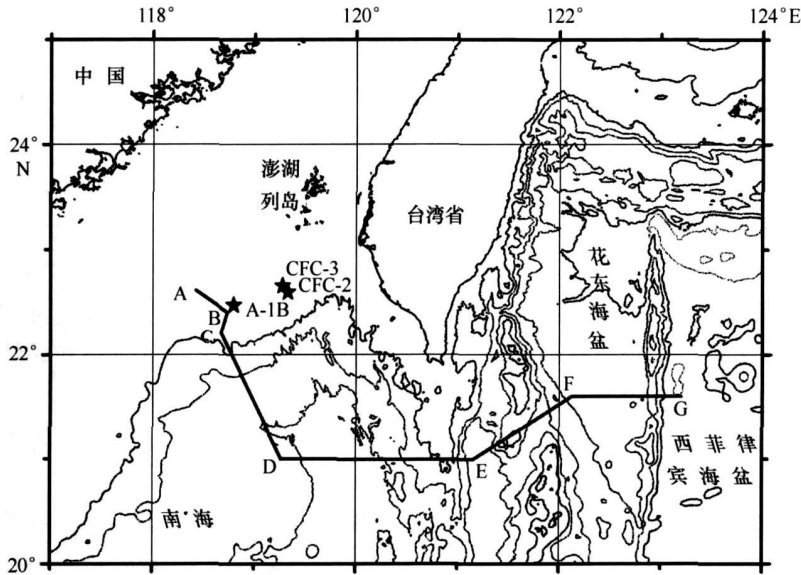 118° 120° 122° 124°E
中 国
24°
N
澎湖
列岛
台湾省
花
东
海
盆
CFC-3
CFC-2
A
A-1B
B
C
22°
F
G
D
E
西 菲 律
宾 海 盆
南 海
20°